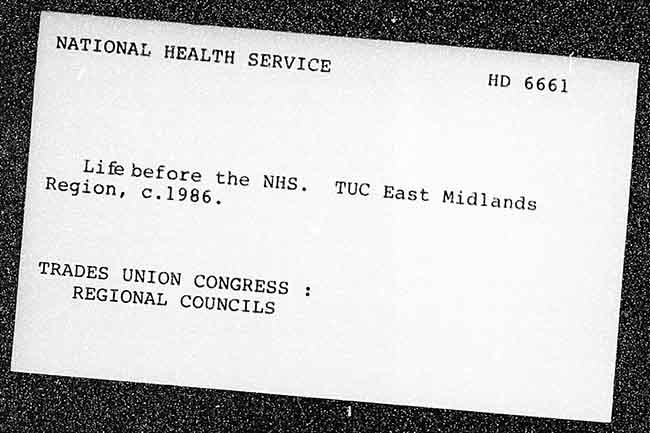 NATIONAL HEALTH SERVICE
HD 6661
Life before the NHS. TUC East Midlands
Region, c.1986.
TRADES UNION CONGRESS :
REGIONAL COUNCILS